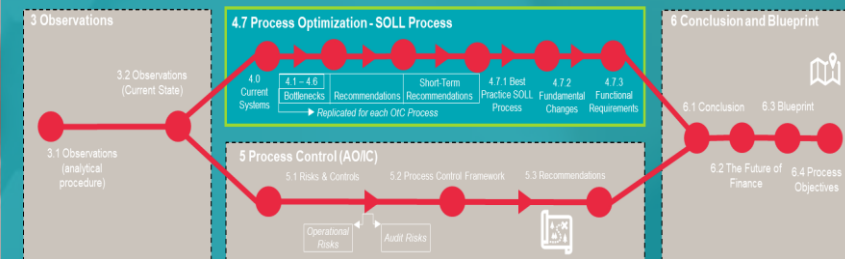 3 Observations
3.2 Observations
(Current State)
3.1 Observations
(analytical
procedure)
4.7 Process Optimization - SOLL Process
4.0
Current
Systems
4.1 – 4.6
Bottlenecks
Recommendations
Short-Term
Recommendations
4.7.1 Best
Practice SOLL
Process
4.7.2
Fundamental
Changes
4.7.3
Functional
Requirements
Replicated for each OtC Process
5 Process Control (AO/IC)
5.1 Risks & Controls
5.2 Process Control Framework
5.3 Recommendations
Operational
Risks
Audit Risks
6 Conclusion and Blueprint
6.1 Conclusion
6.3 Blueprint
6.2 The Future of
Finance
6.4 Process
Objectives